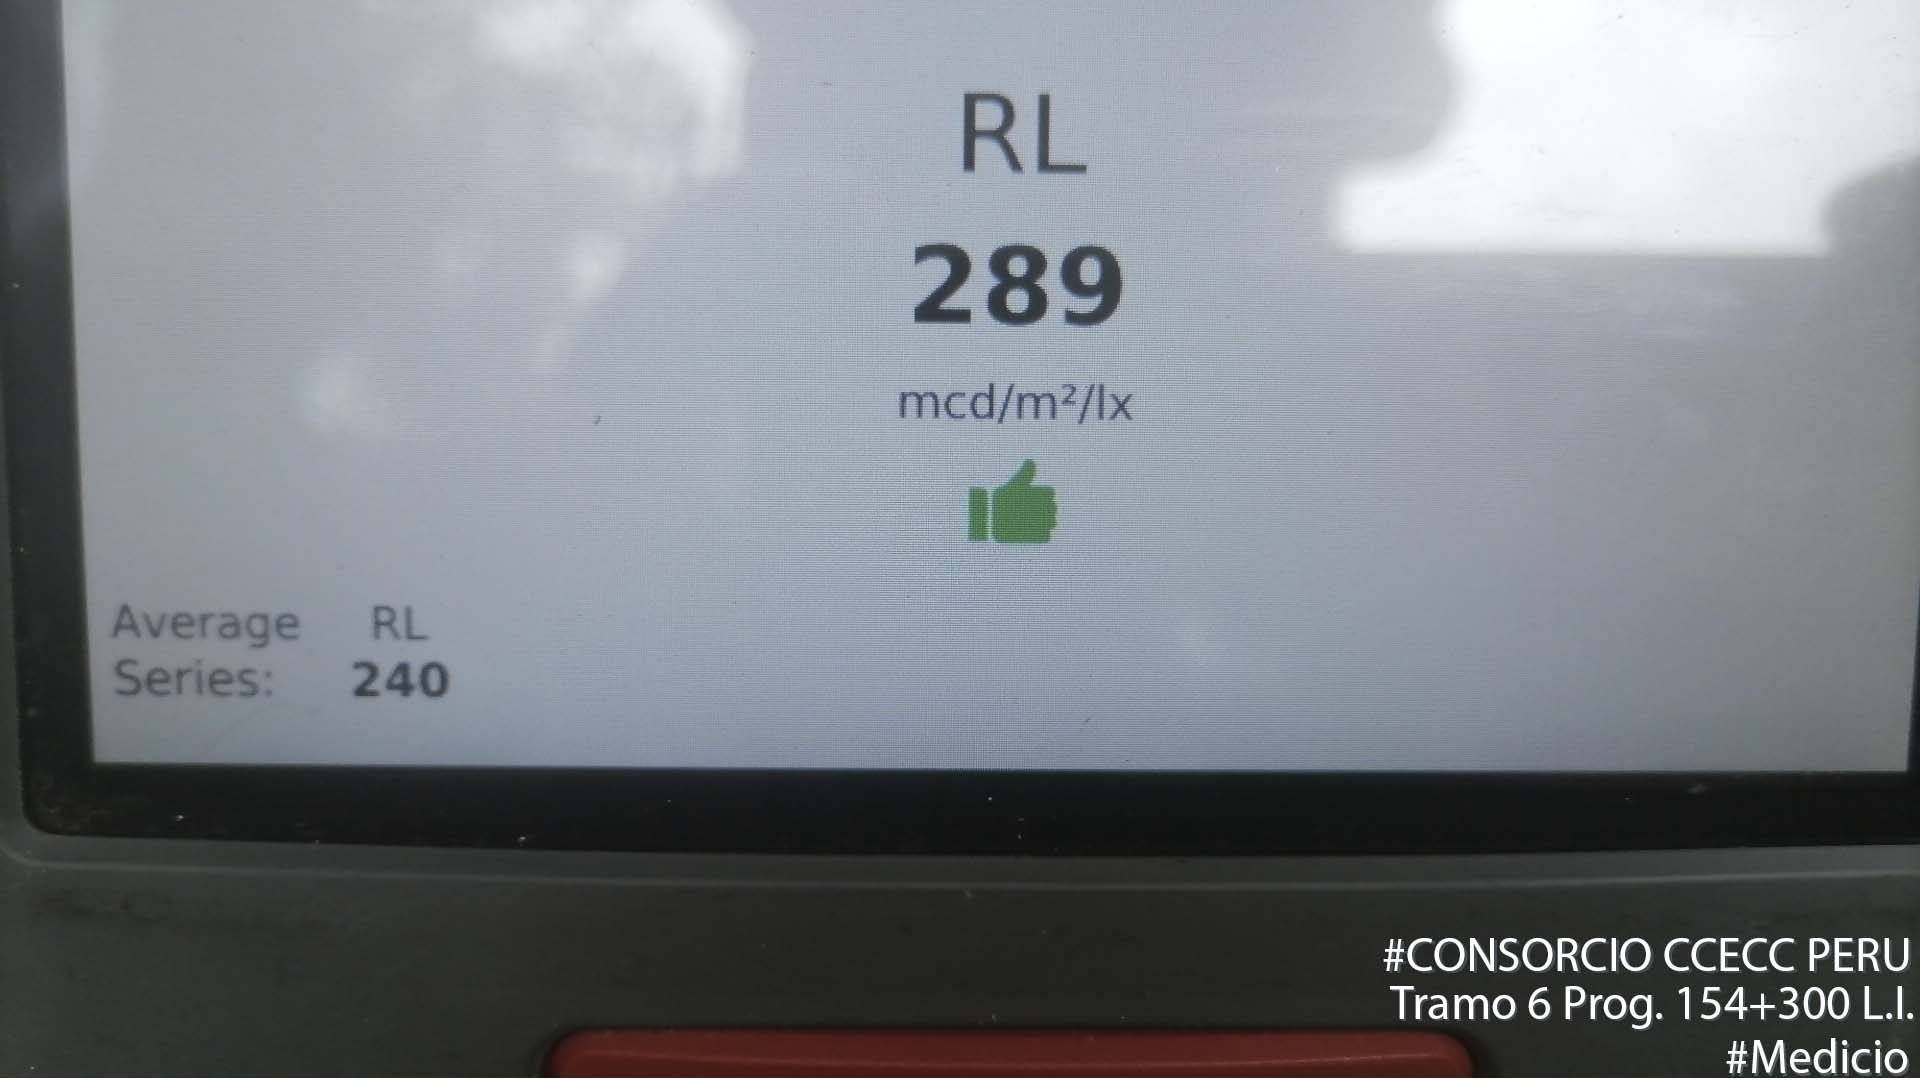 RL
289
mcd/m²/lx
Average RL
Series: 240
#CONSORCIO CCECC PERU
Tramo 6 Prog. 154+300 L.I.
#Medicio